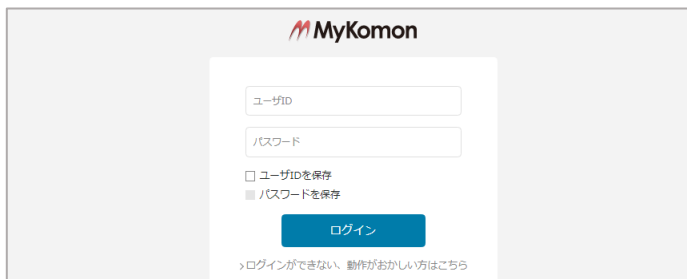 MyKomon
ユーザID
パスワード
ユーザIDを保存
パスワードを保存
ログイン
›ログインができない、動作がおかしい方はこちら